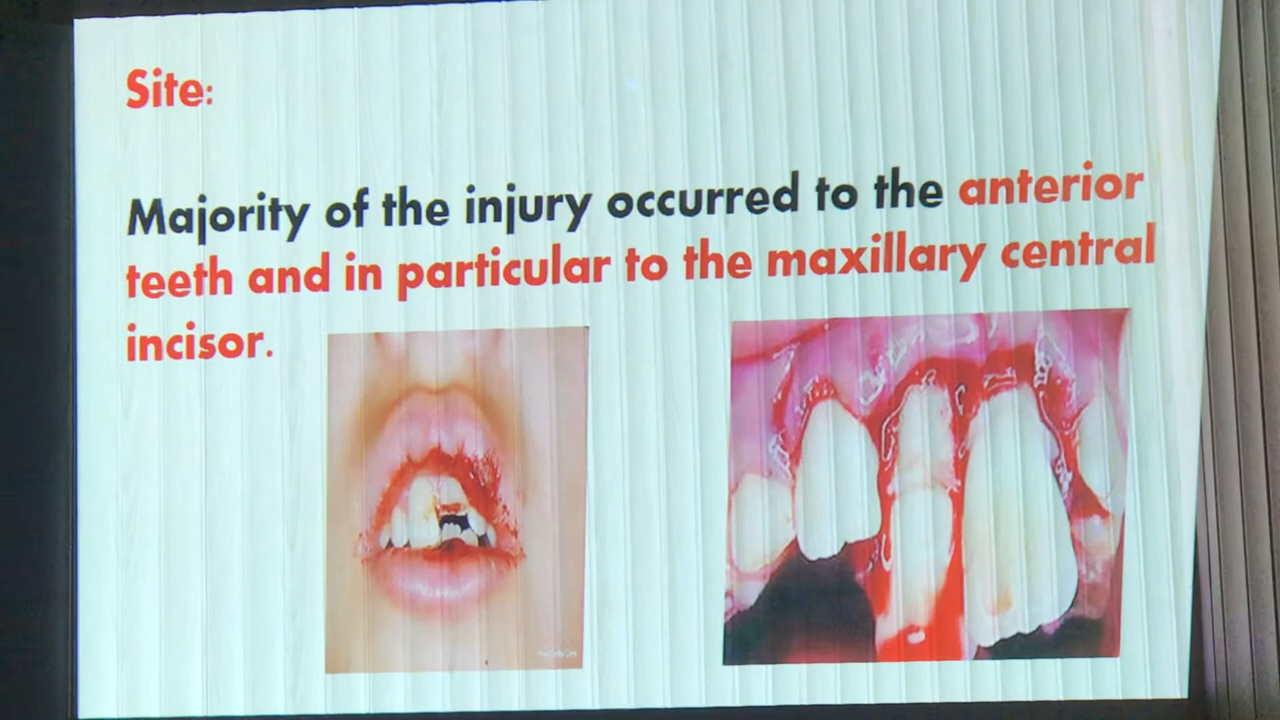 Site:
Majority of the injury occurred to the anterior
teeth and in particular to the maxillary central
incisor.